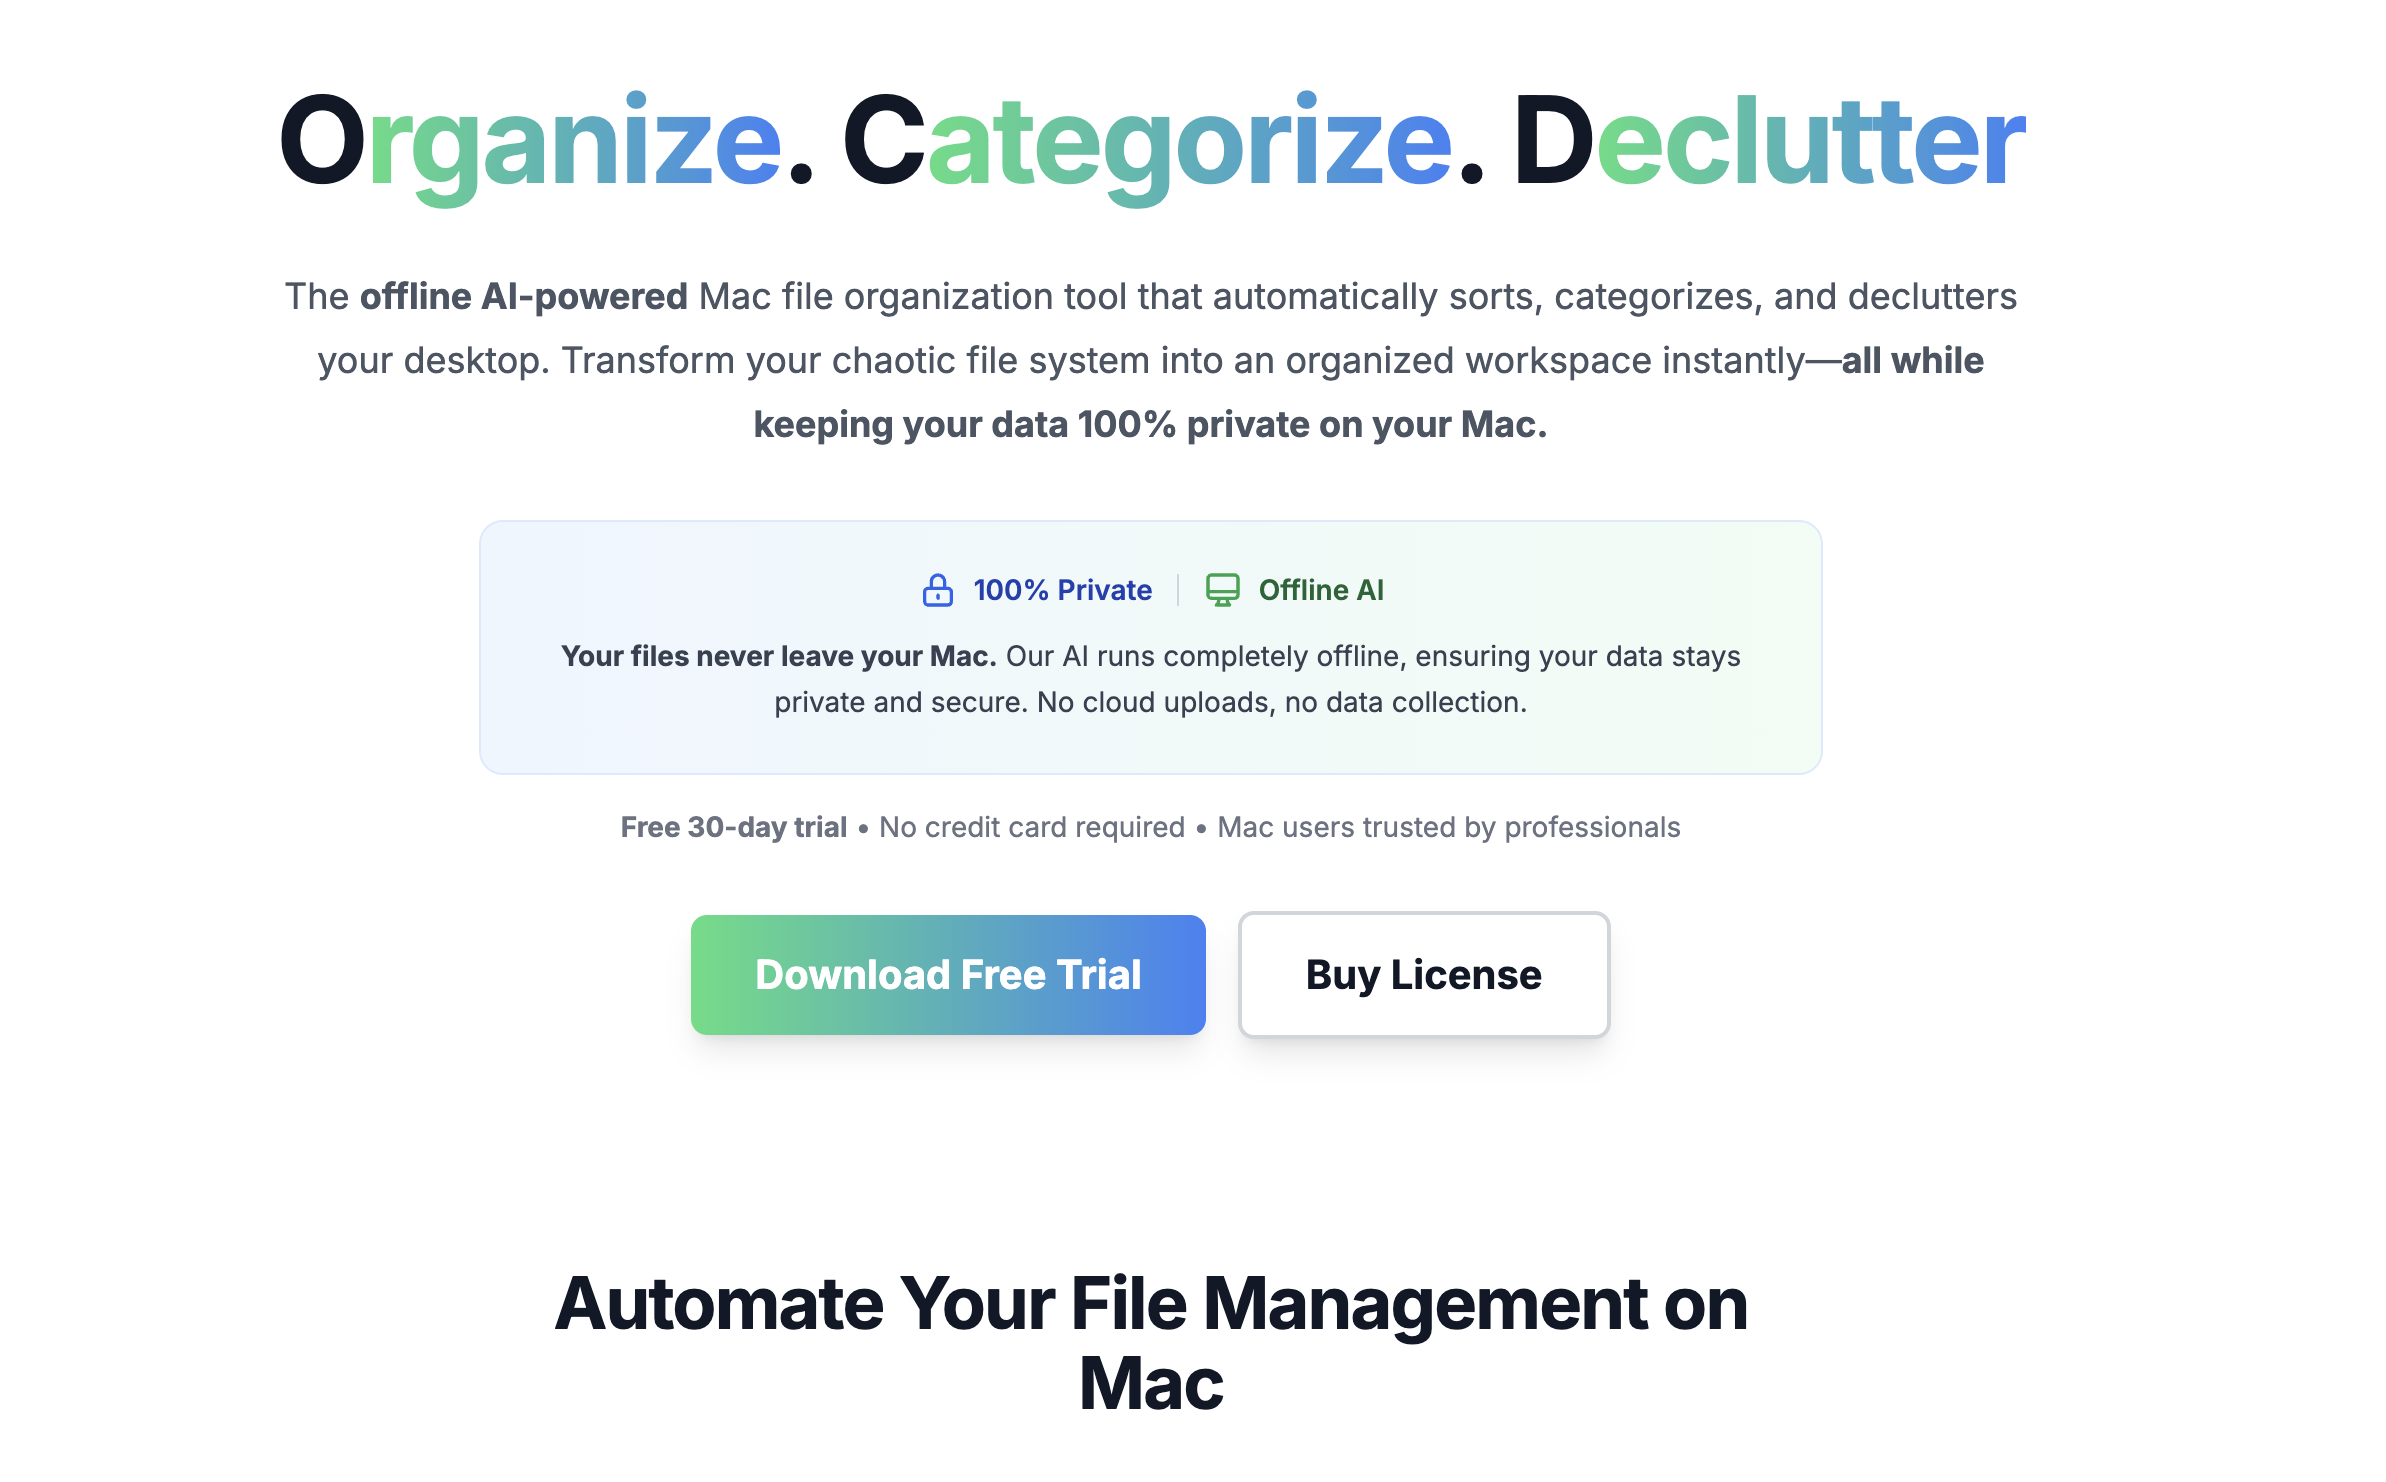 Organize. Categorize. Declutter
The offline AI-powered Mac file organization tool that automatically sorts, categorizes, and declutters
your desktop. Transform your chaotic file system into an organized workspace instantly—all while
keeping your data 100% private on your Mac.
100% Private
Offline AI
Your files never leave your Mac. Our AI runs completely offline, ensuring your data stays
private and secure. No cloud uploads, no data collection.
Free 30-day trial • No credit card required • Mac users trusted by professionals
Download Free Trial
Buy License
Automate Your File Management on
Mac